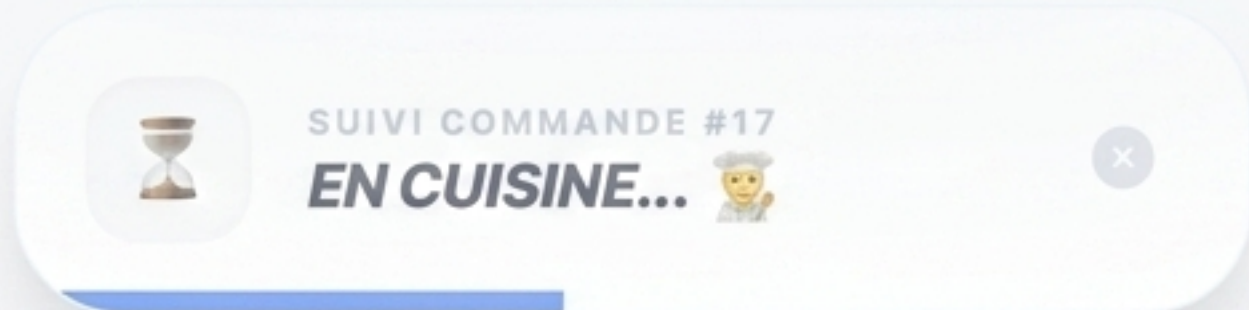 SUIVI COMMANDE #17
EN CUISINE... 👨‍🍳